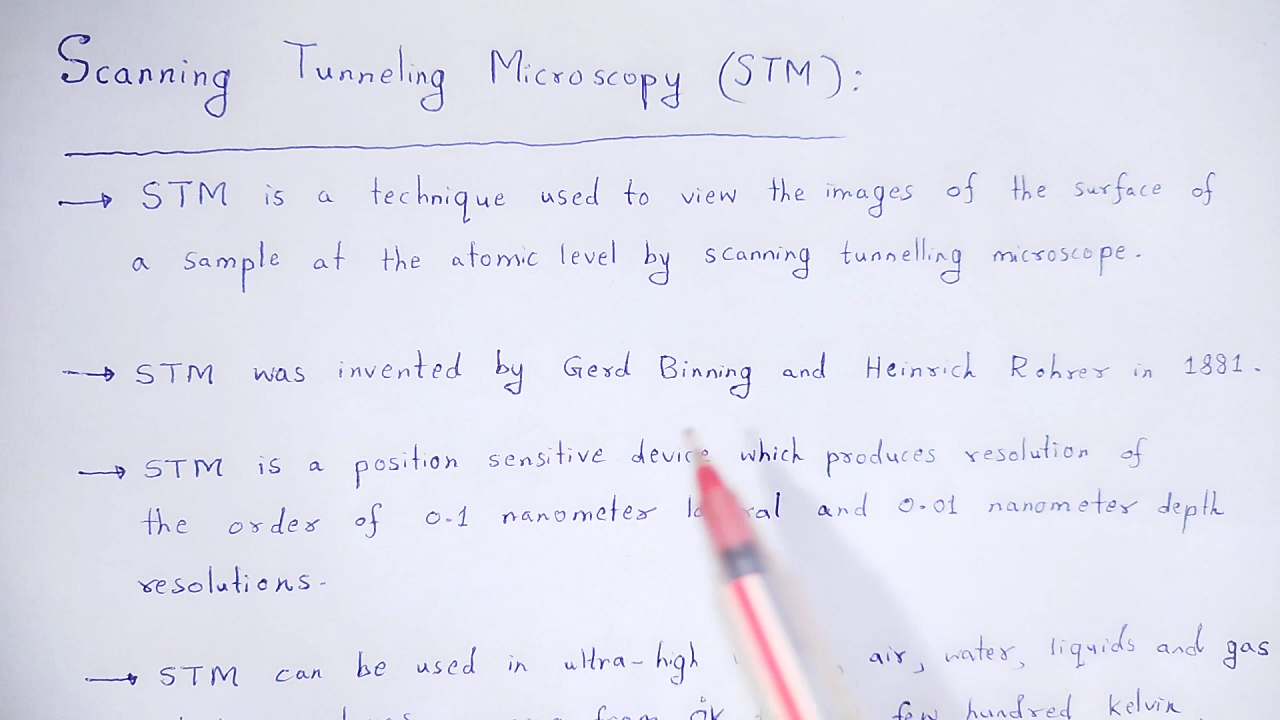 Scanning Tunneling Microscopy (STM):
→ STM is a technique used to view the images of the surface of
a sample at the atomic level by scanning tunnelling microscope.
→ STM was invented by Gerd Binning and Heinrich Rohrer in 1881.
→ STM is a position sensitive device which produces resolution of
the order of 0.1 nanometer and 0.01 nanometer depth
resolutions.
→ STM can be used in ultra-high air, water, liquids and gas
from 0°K few hundred kelvin